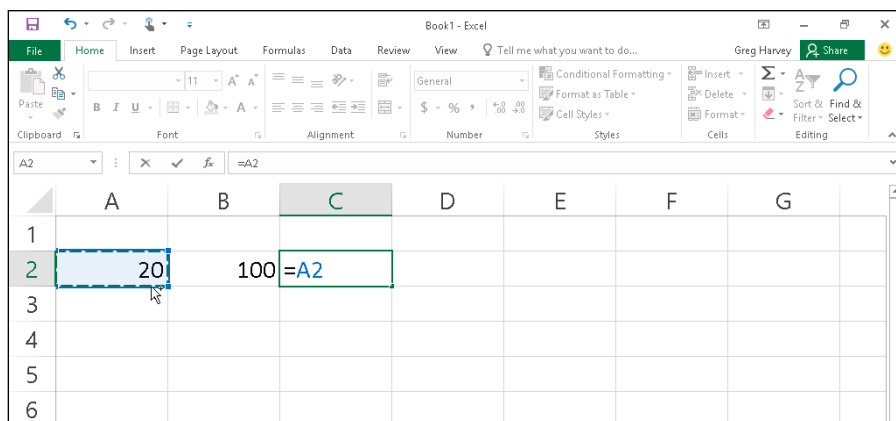 Book1 - Excel
File Home Insert Page Layout Formulas Data Review View Tell me what you want to do... Greg Harvey Share
Paste
11 A A
B I U A
General
$ % , .00 .0
Conditional Formatting
Format as Table
Cell Styles
Insert
Delete
Format
Σ
A Z
Sort & Filter
Find & Select
Clipboard Font Alignment Number Styles Cells Editing
A2 fx =A2
A B C D E F G
1
2 20 100 =A2
3
4
5
6